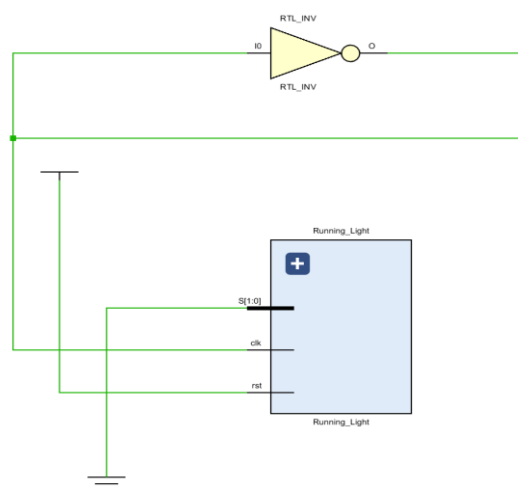 RTL_INV
I0
O
RTL_INV
Running_Light
S[1:0]
clk
rst
Running_Light